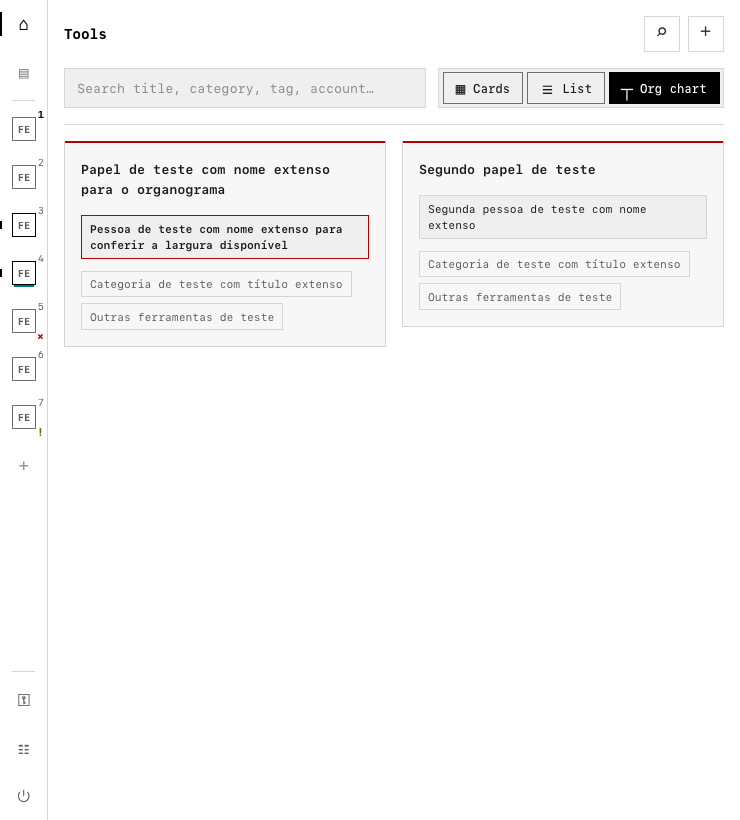 Tools
Search title, category, tag, account…
Cards
List
Org chart
1
FE
2
FE
3
FE
4
FE
5
FE
×
6
FE
7
FE
!
+
Papel de teste com nome extenso
para o organograma
Pessoa de teste com nome extenso para
conferir a largura disponível
Categoria de teste com título extenso
Outras ferramentas de teste
Segundo papel de teste
Segunda pessoa de teste com nome
extenso
Categoria de teste com título extenso
Outras ferramentas de teste